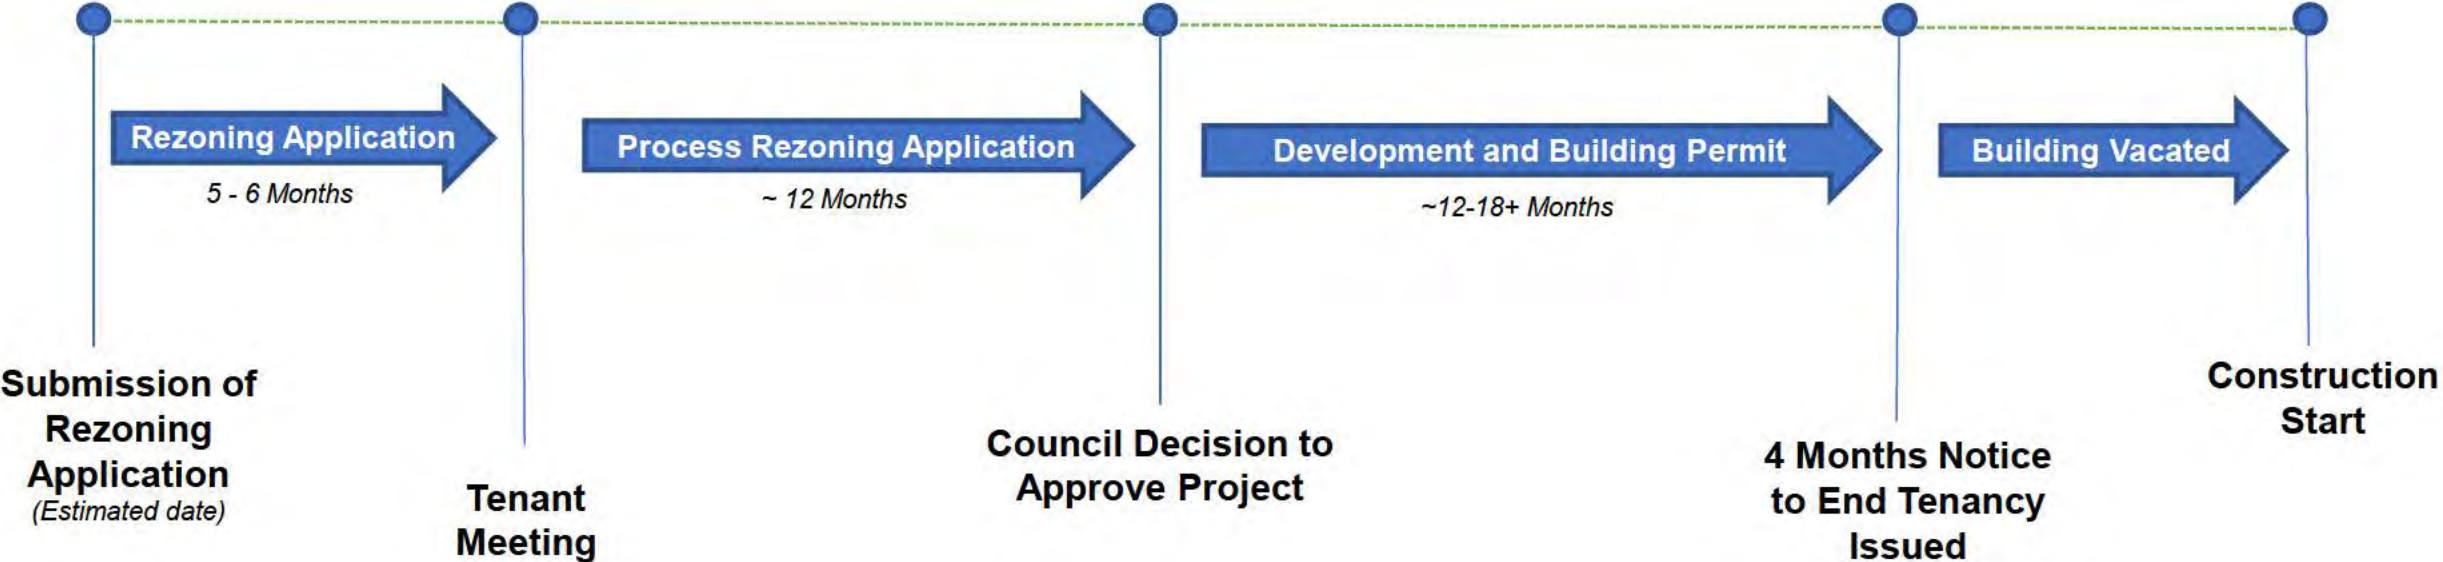 Rezoning Application
5 - 6 Months
Process Rezoning Application
~ 12 Months
Development and Building Permit
~12-18+ Months
Building Vacated
Submission of
Rezoning
Application
(Estimated date)
Tenant
Meeting
Council Decision to
Approve Project
4 Months Notice
to End Tenancy
Issued
Construction
Start